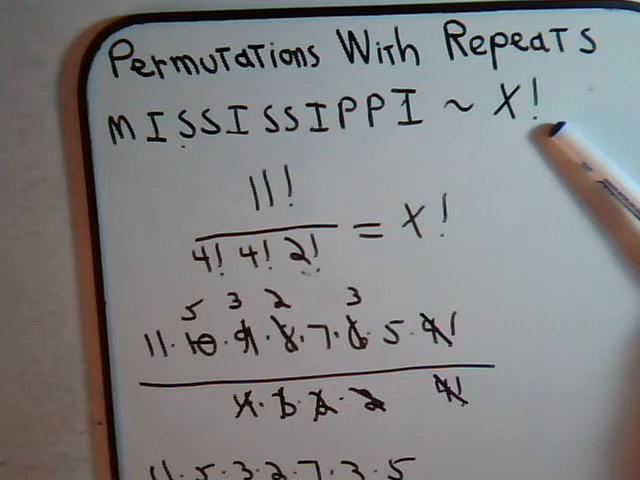 Permutations With Repeats
MISSISSIPPI ~ X!
11!
4! 4! 2! = X!
5 3 2 3
11·10·9·8·7·6·5·4!
4·3·2·2 4!
11·5·3·2·7·3·5